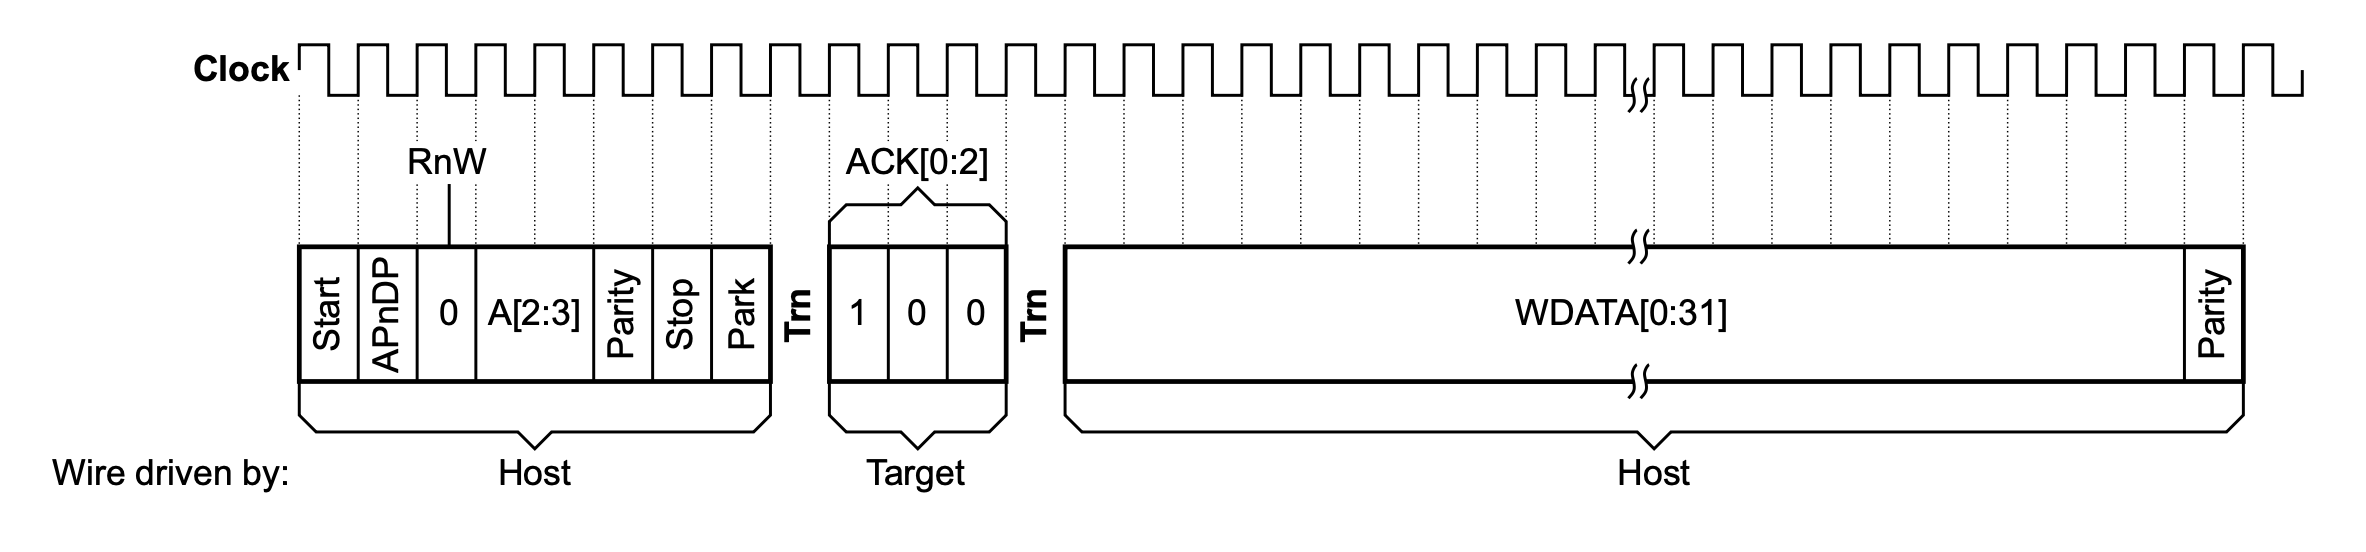 Clock
RnW
ACK[0:2]
Start
APnDP
0
A[2:3]
Parity
Stop
Park
Trn
1
0
0
Trn
WDATA[0:31]
Parity
Wire driven by:
Host
Target
Host